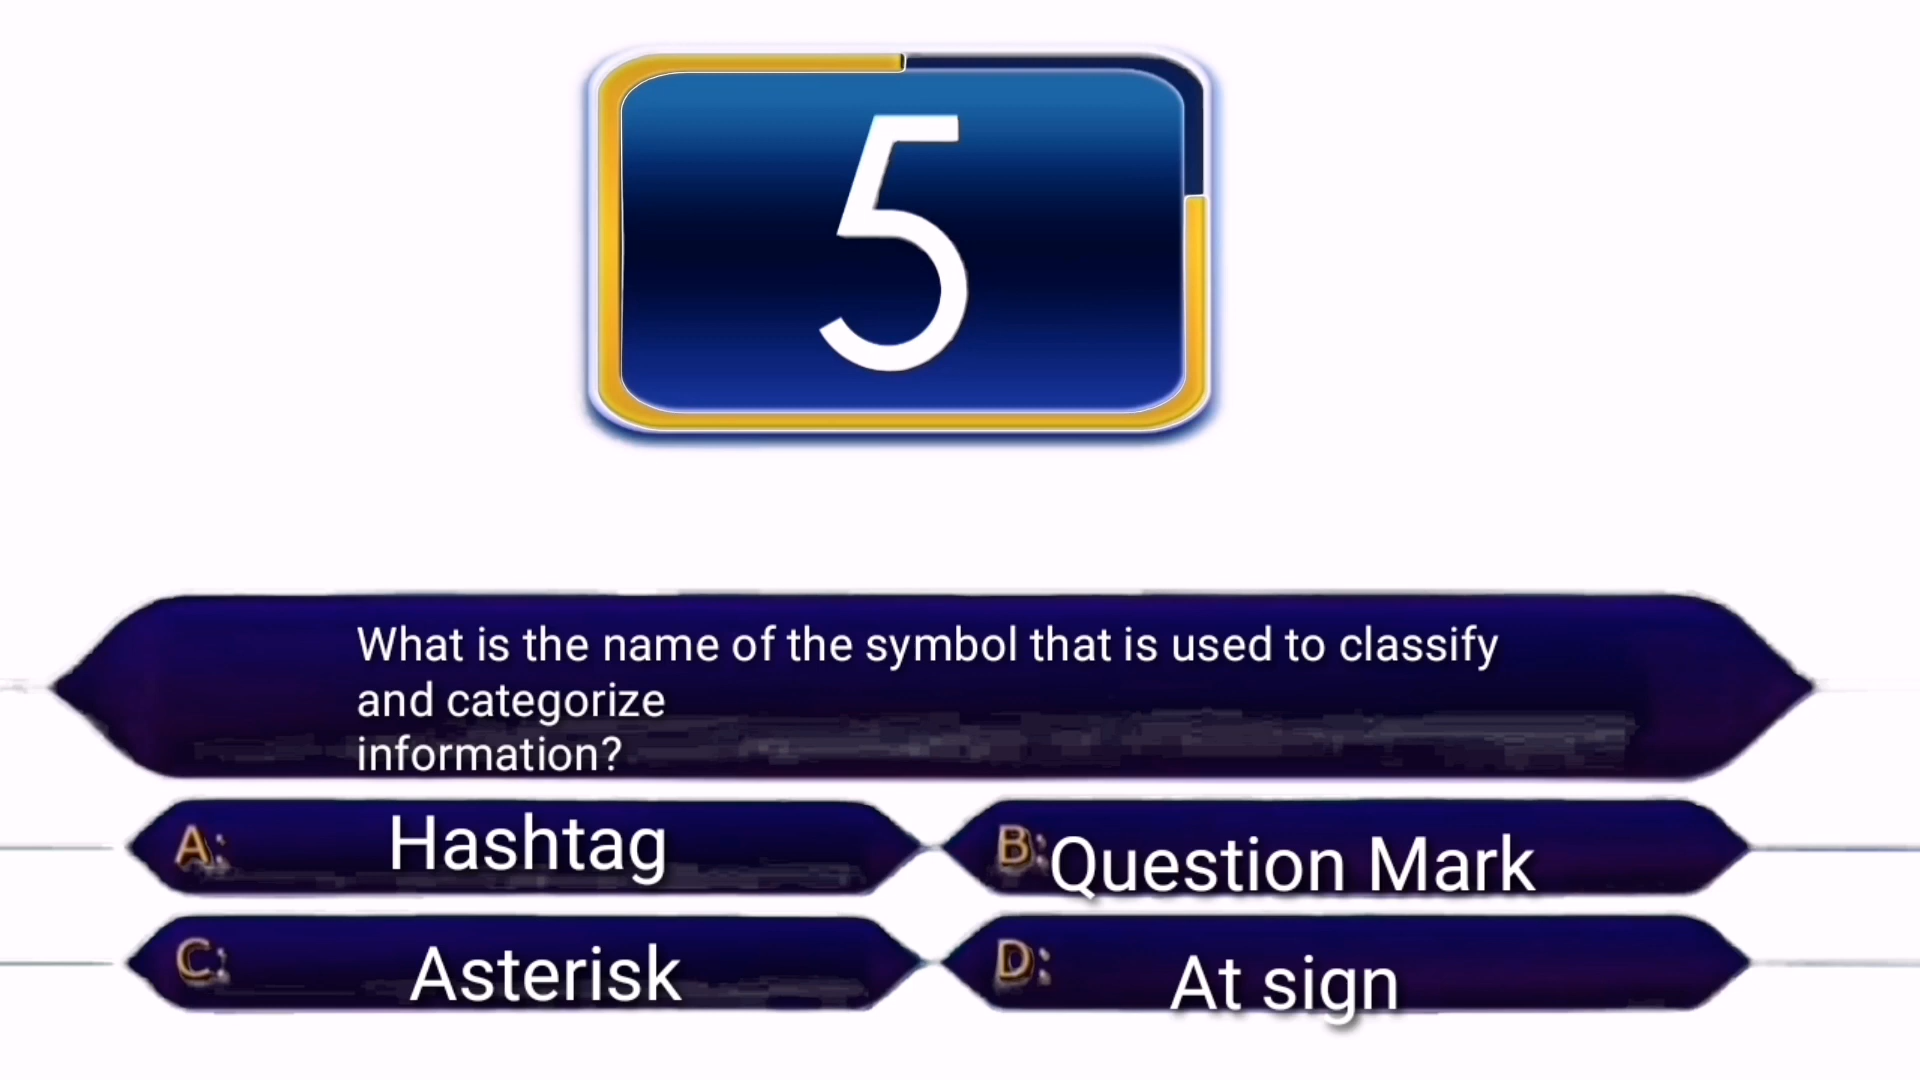 5
What is the name of the symbol that is used to classify
and categorize
information?
A: Hashtag
B: Question Mark
C: Asterisk
D: At sign